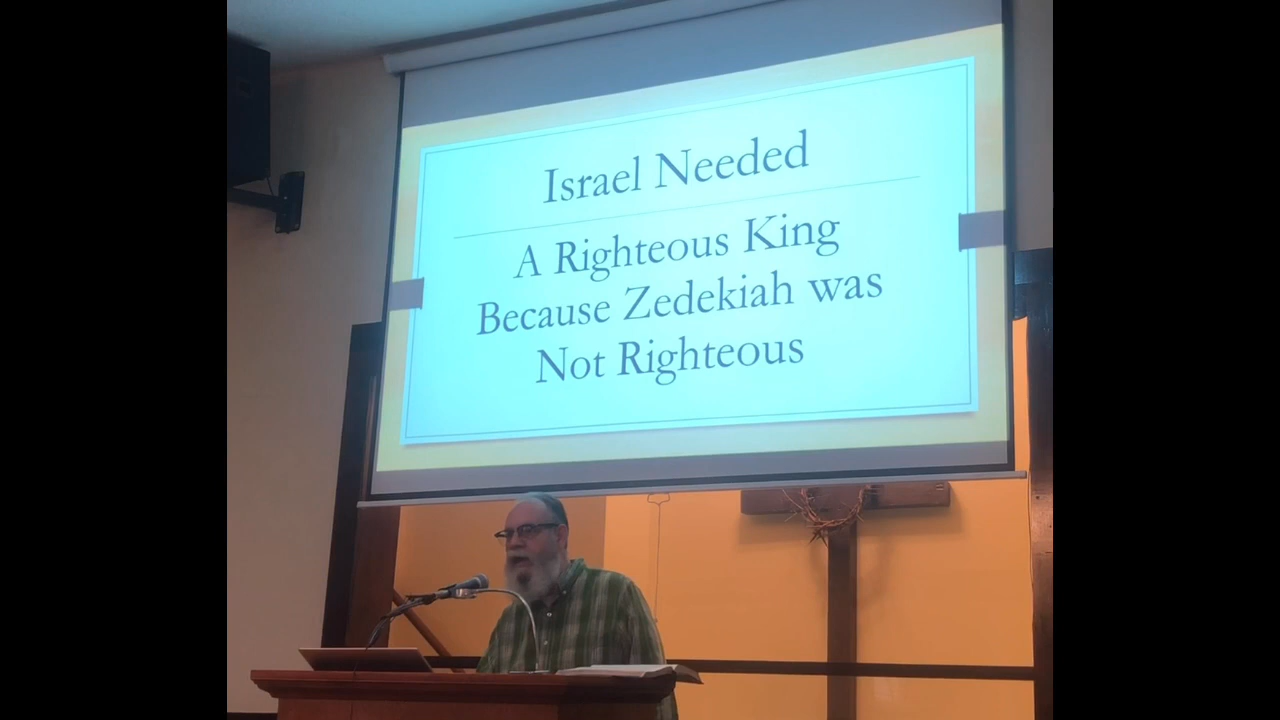 Israel Needed
A Righteous King
Because Zedekiah was
Not Righteous